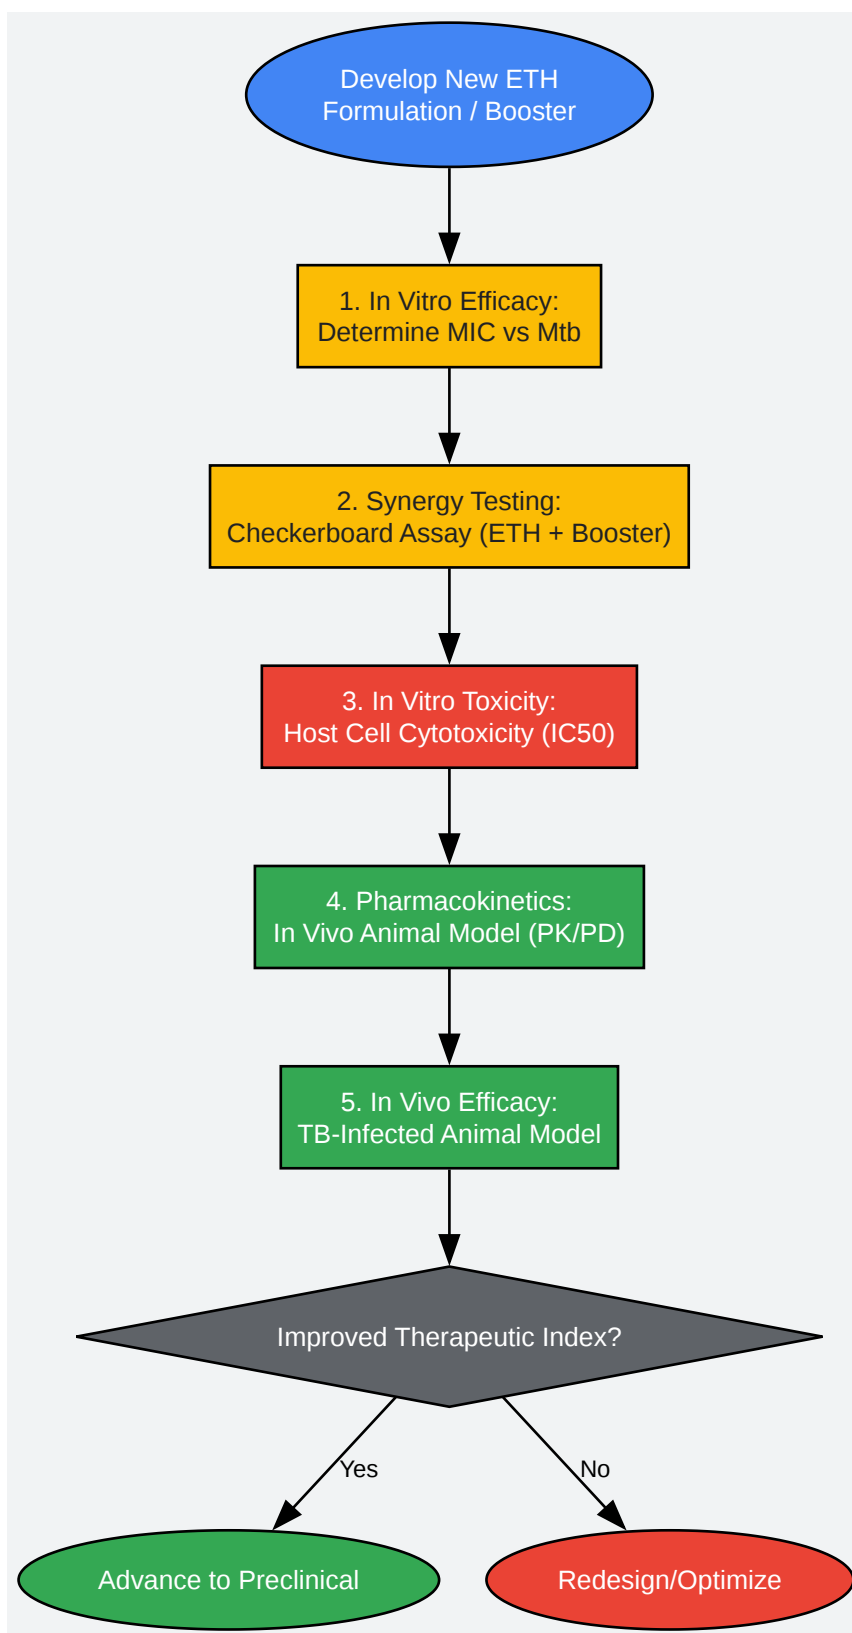 Develop New ETH
Formulation / Booster
1. In Vitro Efficacy:
Determine MIC vs Mtb
2. Synergy Testing:
Checkerboard Assay (ETH + Booster)
3. In Vitro Toxicity:
Host Cell Cytotoxicity (IC50)
4. Pharmacokinetics:
In Vivo Animal Model (PK/PD)
5. In Vivo Efficacy:
TB-Infected Animal Model
Improved Therapeutic Index?
Yes
No
Advance to Preclinical
Redesign/Optimize